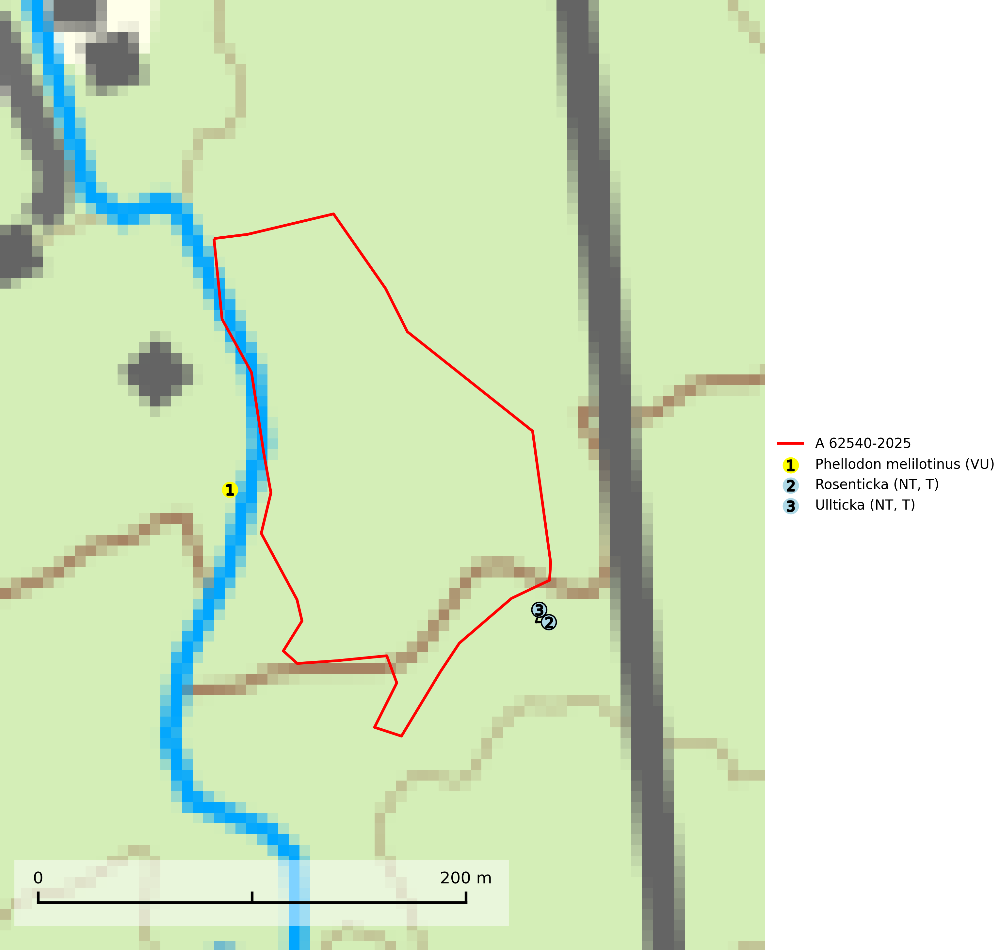 1
3
2
0 200 m
A 62540-2025
1 Phellodon melilotinus (VU)
2 Rosenticka (NT, T)
3 Ullticka (NT, T)